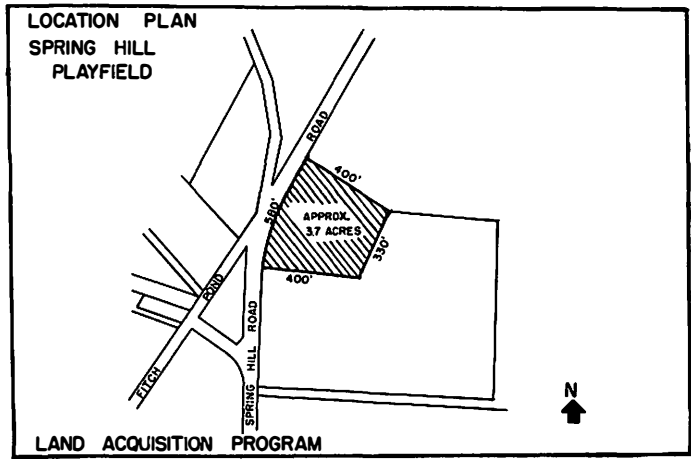 LOCATION PLAN
SPRING HILL
PLAYFIELD
ROAD
400'
580'
APPROX.
3.7 ACRES
330'
400'
FITCH POND
SPRING HILL ROAD
N
LAND ACQUISITION PROGRAM